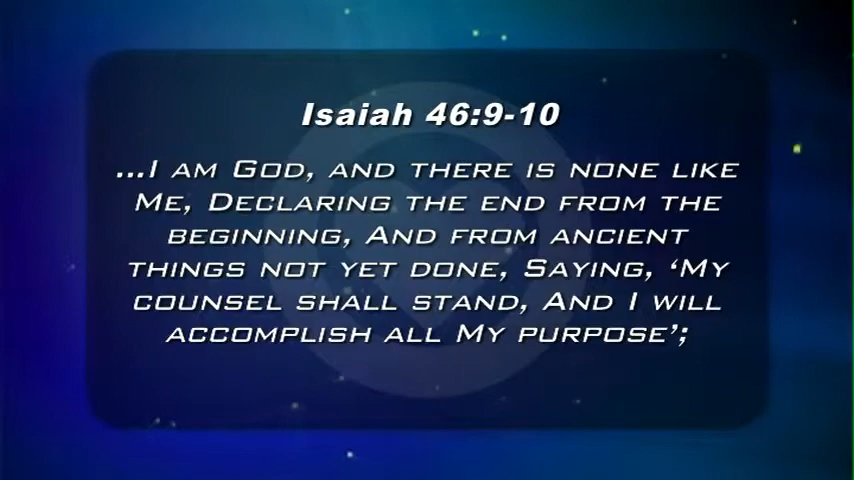 Isaiah 46:9-10
...I am God, and there is none like
Me, Declaring the end from the
beginning, And from ancient
things not yet done, Saying, ‘My
counsel shall stand, And I will
accomplish all My purpose’;